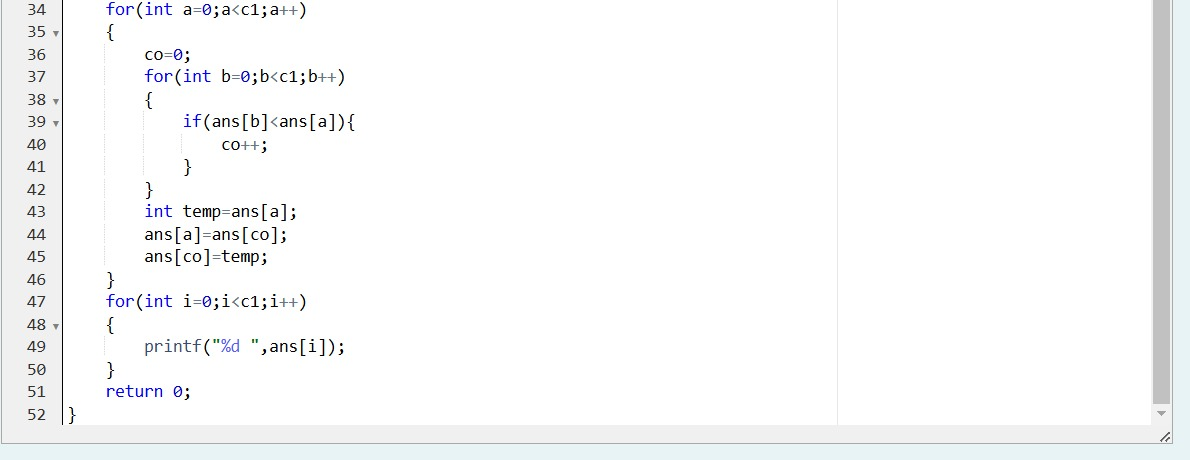 34 for(int a=0;a<c1;a++)
35 {
36 co=0;
37 for(int b=0;b<c1;b++)
38 {
39 if(ans[b]<ans[a]){
40 co++;
41 }
42 }
43 int temp=ans[a];
44 ans[a]=ans[co];
45 ans[co]=temp;
46 }
47 for(int i=0;i<c1;i++)
48 {
49 printf("%d ",ans[i]);
50 }
51 return 0;
52 }